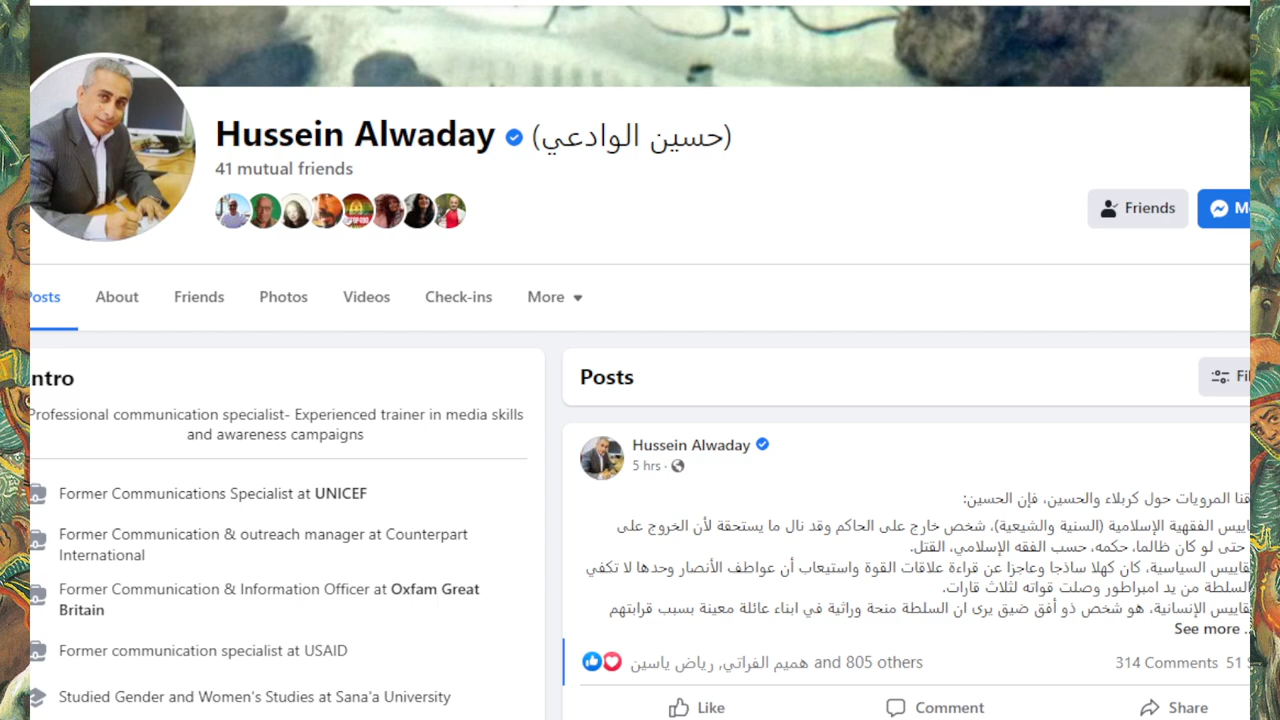 Hussein Alwaday (حسين الوادعي)
41 mutual friends
Friends
Posts About Friends Photos Videos Check-ins More
Intro
Professional communication specialist- Experienced trainer in media skills
and awareness campaigns
Former Communications Specialist at UNICEF
Former Communication & outreach manager at Counterpart
International
Former Communication & Information Officer at Oxfam Great
Britain
Former communication specialist at USAID
Studied Gender and Women's Studies at Sana'a University
Posts
Hussein Alwaday
5 hrs ·
المرويات حول كربلاء والحسين، فإن الحسين:
الفقهية الإسلامية (السنية والشيعية)، شخص خارج على الحاكم وقد نال ما يستحقة لأن الخروج على
حتى لو كان ظالما، حكمه، حسب الفقه الإسلامي، القتل.
السياسية، كان كهلا ساذجا وعاجزا عن قراءة علاقات القوة واستيعاب أن عواطف الأنصار وحدها لا تكفي
السلطة من يد امبراطور وصلت قواته لثلاث قارات.
الإنسانية، هو شخص ذو أفق ضيق يرى ان السلطة منحة وراثية في ابناء عائلة معينة بسبب قرابتهم
See more
هميم الفراتي, رياض ياسين and 805 others
314 Comments 51
Like Comment Share